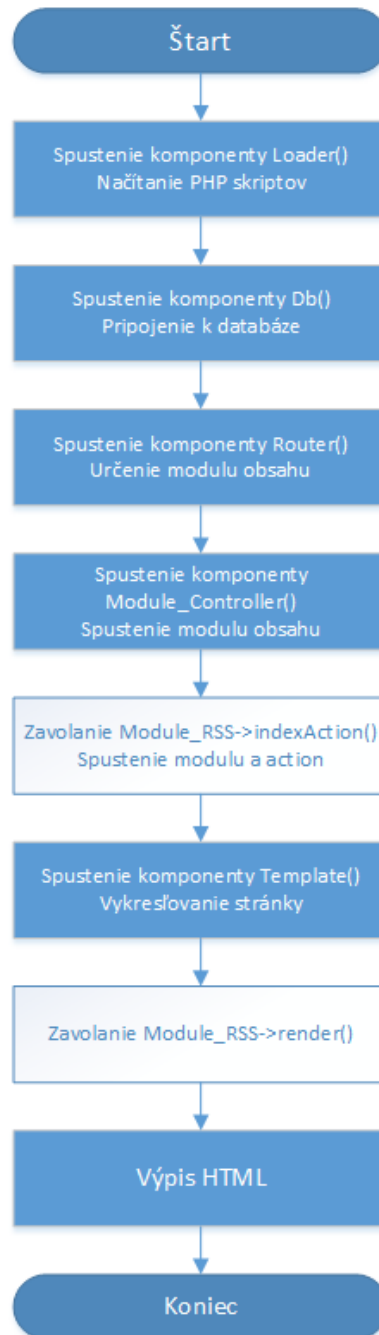 Štart
Spustenie komponenty Loader()
Načítanie PHP skriptov
Spustenie komponenty Db()
Pripojenie k databáze
Spustenie komponenty Router()
Určenie modulu obsahu
Spustenie komponenty
Module_Controller()
Spustenie modulu obsahu
Zavolanie Module_RSS->indexAction()
Spustenie modulu a action
Spustenie komponenty Template()
Vykresľovanie stránky
Zavolanie Module_RSS->render()
Výpis HTML
Koniec